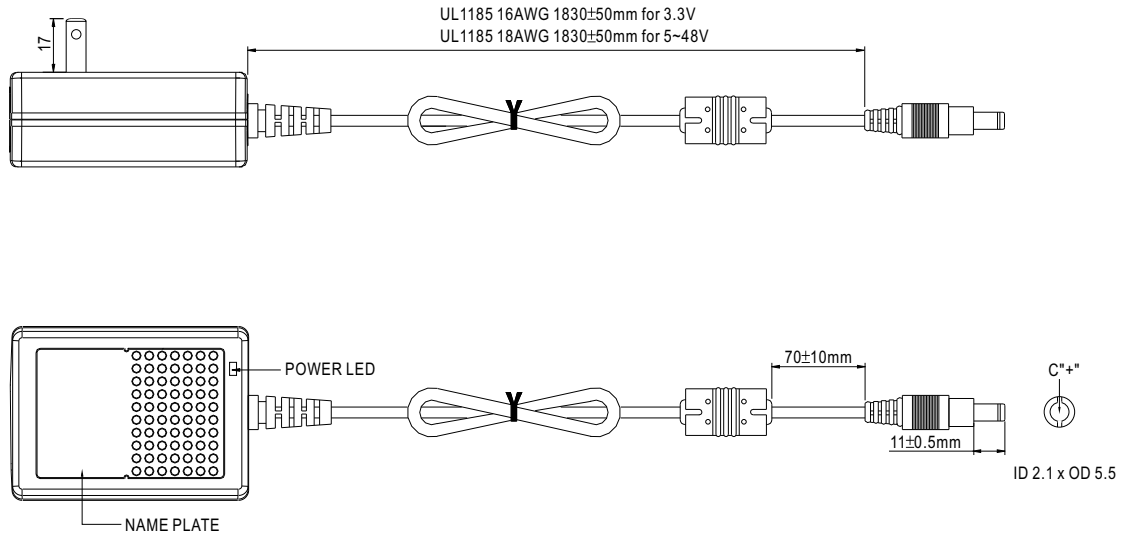 UL1185 16AWG 1830±50mm for 3.3V
UL1185 18AWG 1830±50mm for 5~48V
17
POWER LED
70±10mm
C"+"
11±0.5mm
ID 2.1 x OD 5.5
NAME PLATE